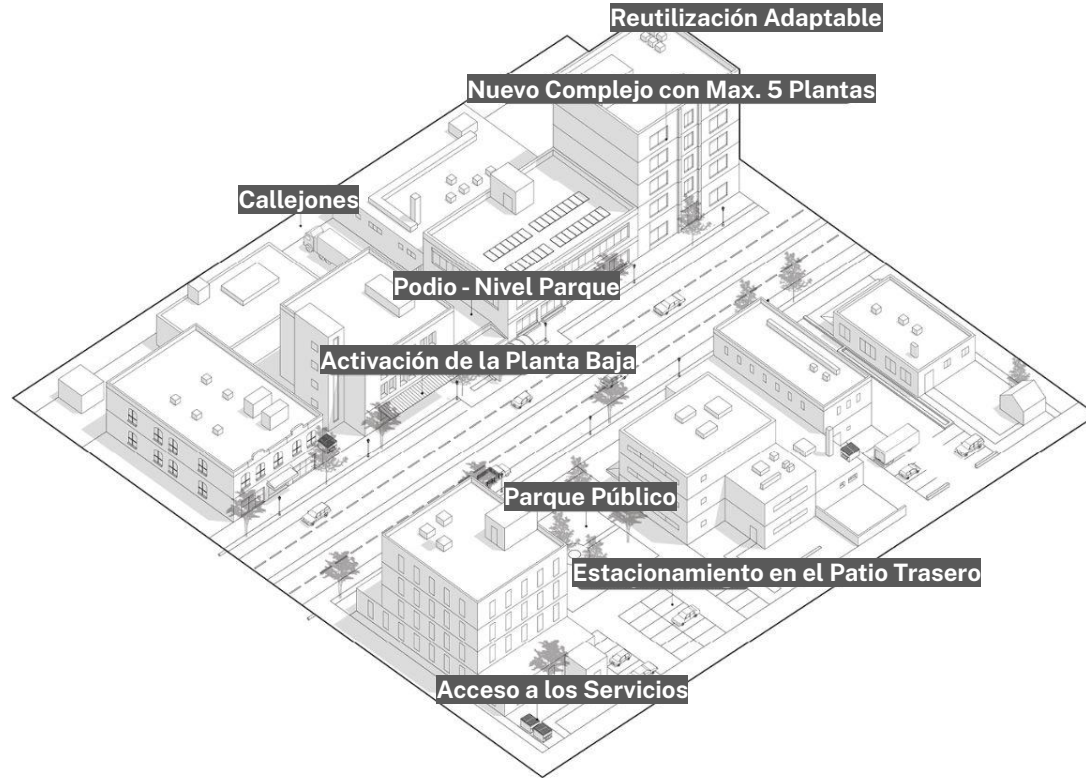 Reutilización Adaptable
Nuevo Complejo con Max. 5 Plantas
Callejones
Podio - Nivel Parque
Activación de la Planta Baja
Parque Público
Estacionamiento en el Patio Trasero
Acceso a los Servicios